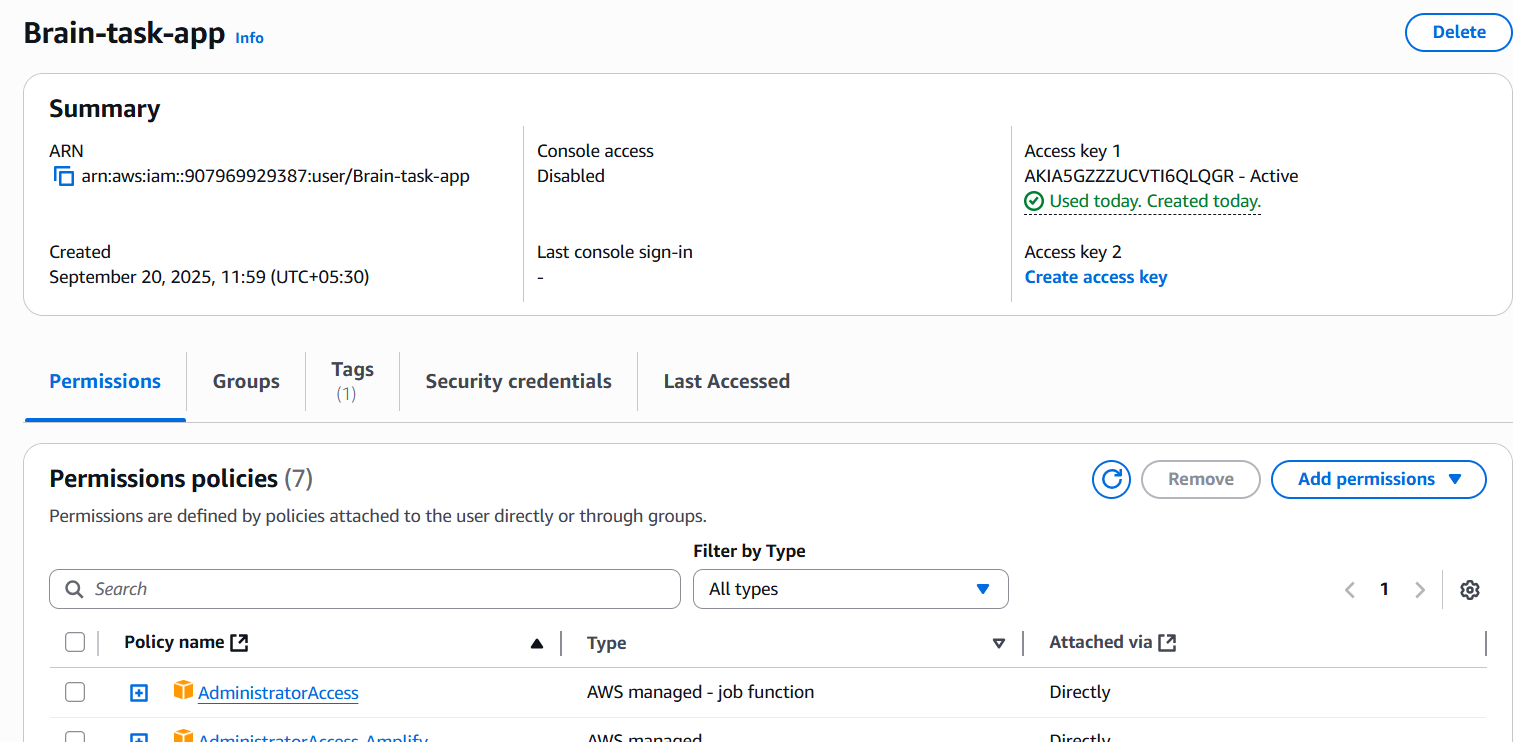 Brain-task-app Info
Delete
Summary
ARN
arn:aws:iam::907969929387:user/Brain-task-app
Created
September 20, 2025, 11:59 (UTC+05:30)
Console access
Disabled
Last console sign-in
-
Access key 1
AKIA5GZZZUCVTI6QLQGR - Active
Used today. Created today.
Access key 2
Create access key
Permissions
Groups
Tags
(1)
Security credentials
Last Accessed
Permissions policies (7)
Remove
Add permissions
Permissions are defined by policies attached to the user directly or through groups.
Filter by Type
Search
All types
1
Policy name
Type
Attached via
AdministratorAccess
AWS managed - job function
Directly
AdministratorAccess-Amplify
AWS managed
Directly